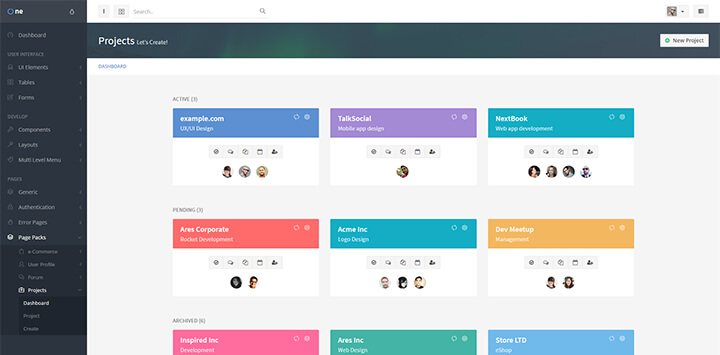 ne
Search..
Dashboard
USER INTERFACE
UI Elements
Tables
Forms
DEVELOP
Components
Layouts
Multi Level Menu
PAGES
Generic
Authentication
Error Pages
Page Packs
e-Commerce
User Profile
Forum
Projects
Dashboard
Project
Create
Projects Let's Create!
New Project
DASHBOARD
ACTIVE (3)
example.com
UX/UI Design
TalkSocial
Mobile app design
NextBook
Web app development
PENDING (3)
Ares Corporate
Rocket Development
Acme Inc
Logo Design
Dev Meetup
Management
ARCHIVED (6)
Inspired Inc
Development
Ares Inc
Web Design
Store LTD
eShop